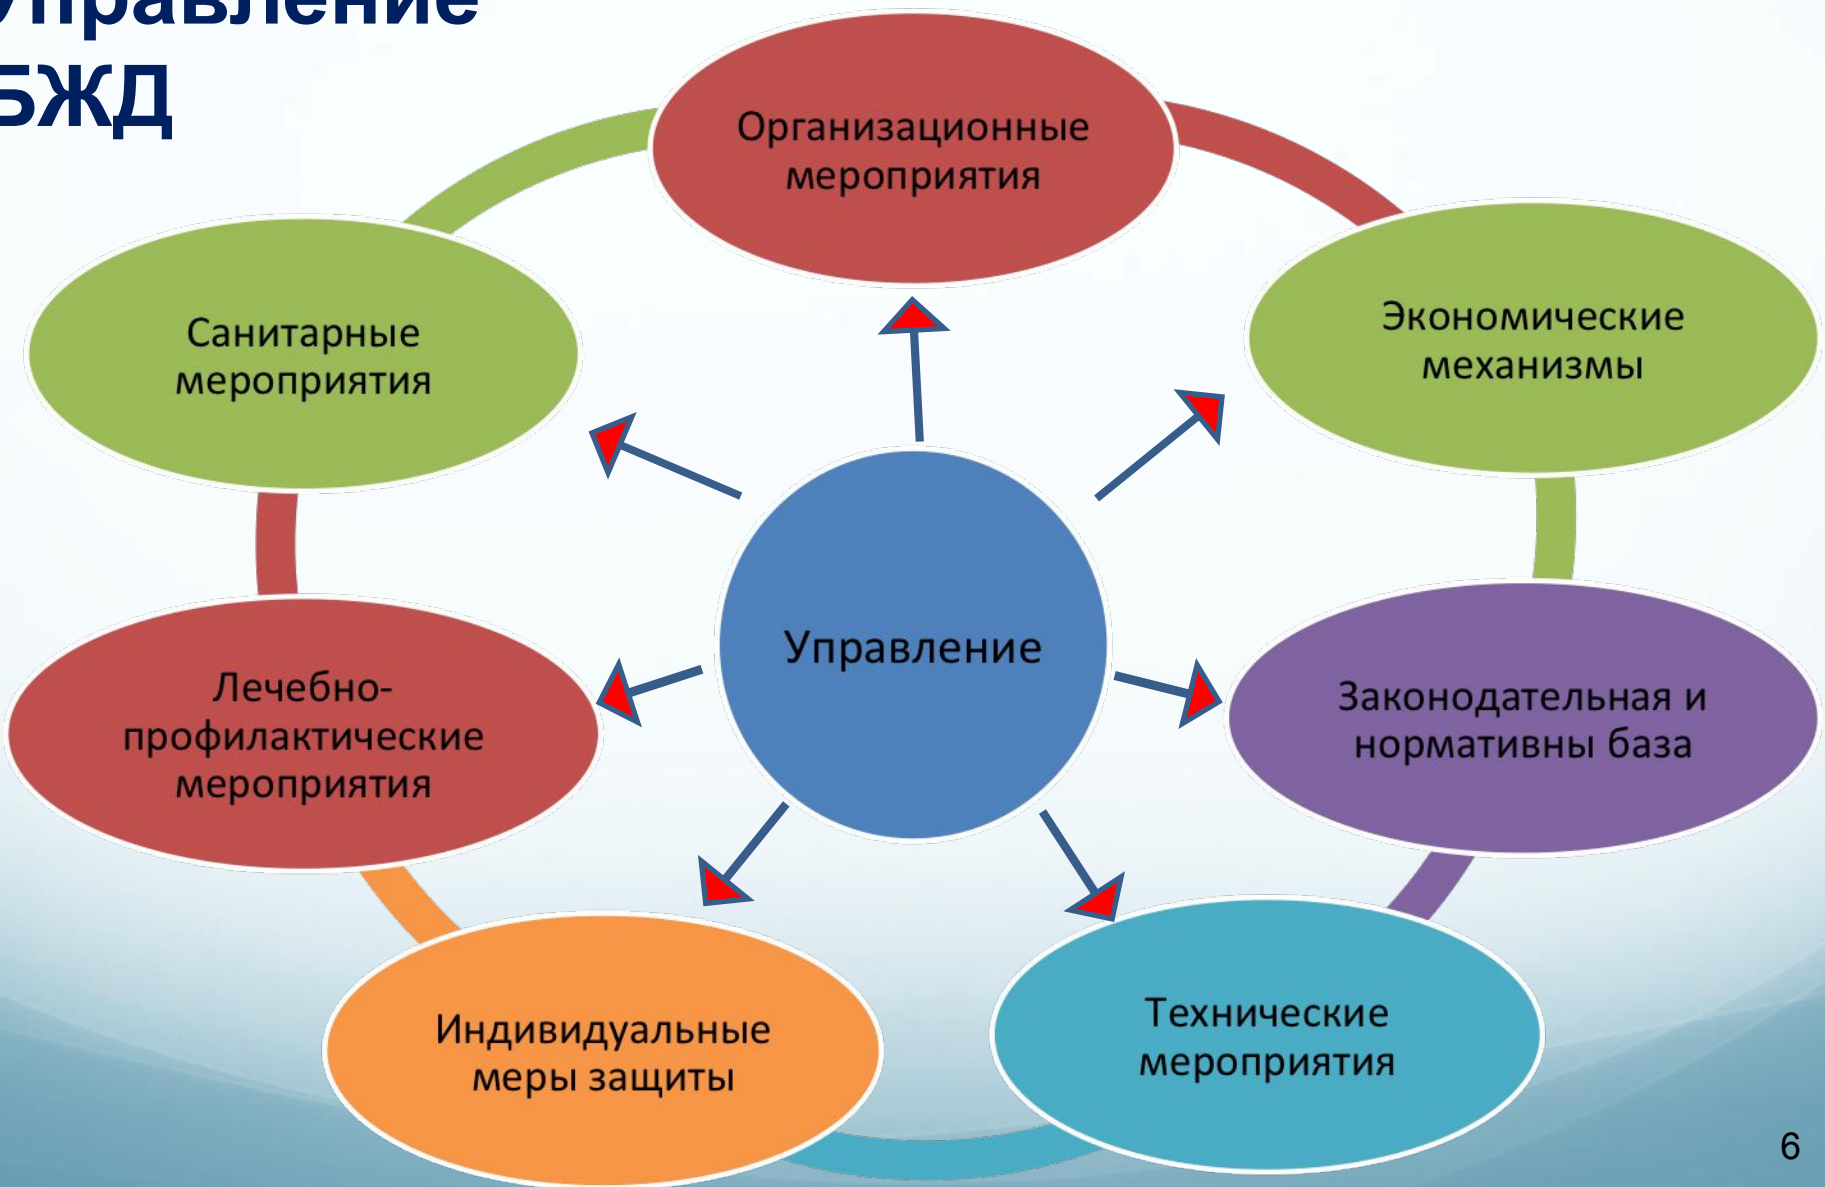 Управление
БЖД
Организационные
мероприятия
Экономические
механизмы
Законодательная и
нормативны база
Технические
мероприятия
Индивидуальные
меры защиты
Лечебно-
профилактические
мероприятия
Санитарные
мероприятия
Управление
6